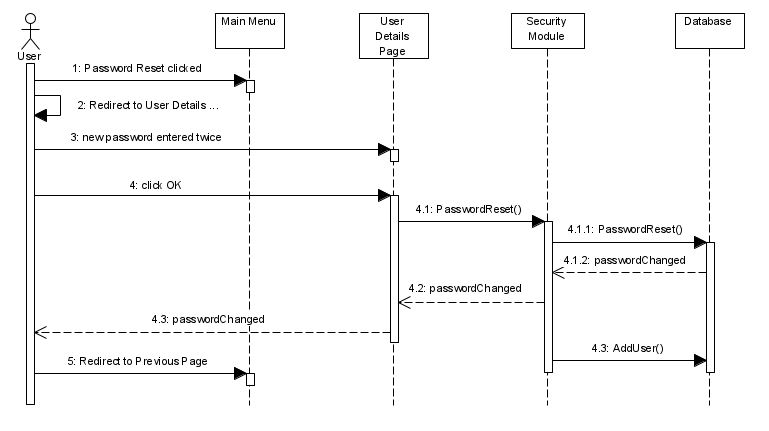 Main Menu
User
Details
Page
Security
Module
Database
User
1: Password Reset clicked
2: Redirect to User Details ...
3: new password entered twice
4: click OK
4.1: PasswordReset()
4.1.1: PasswordReset()
4.1.2: passwordChanged
4.2: passwordChanged
4.3: passwordChanged
4.3: AddUser()
5: Redirect to Previous Page